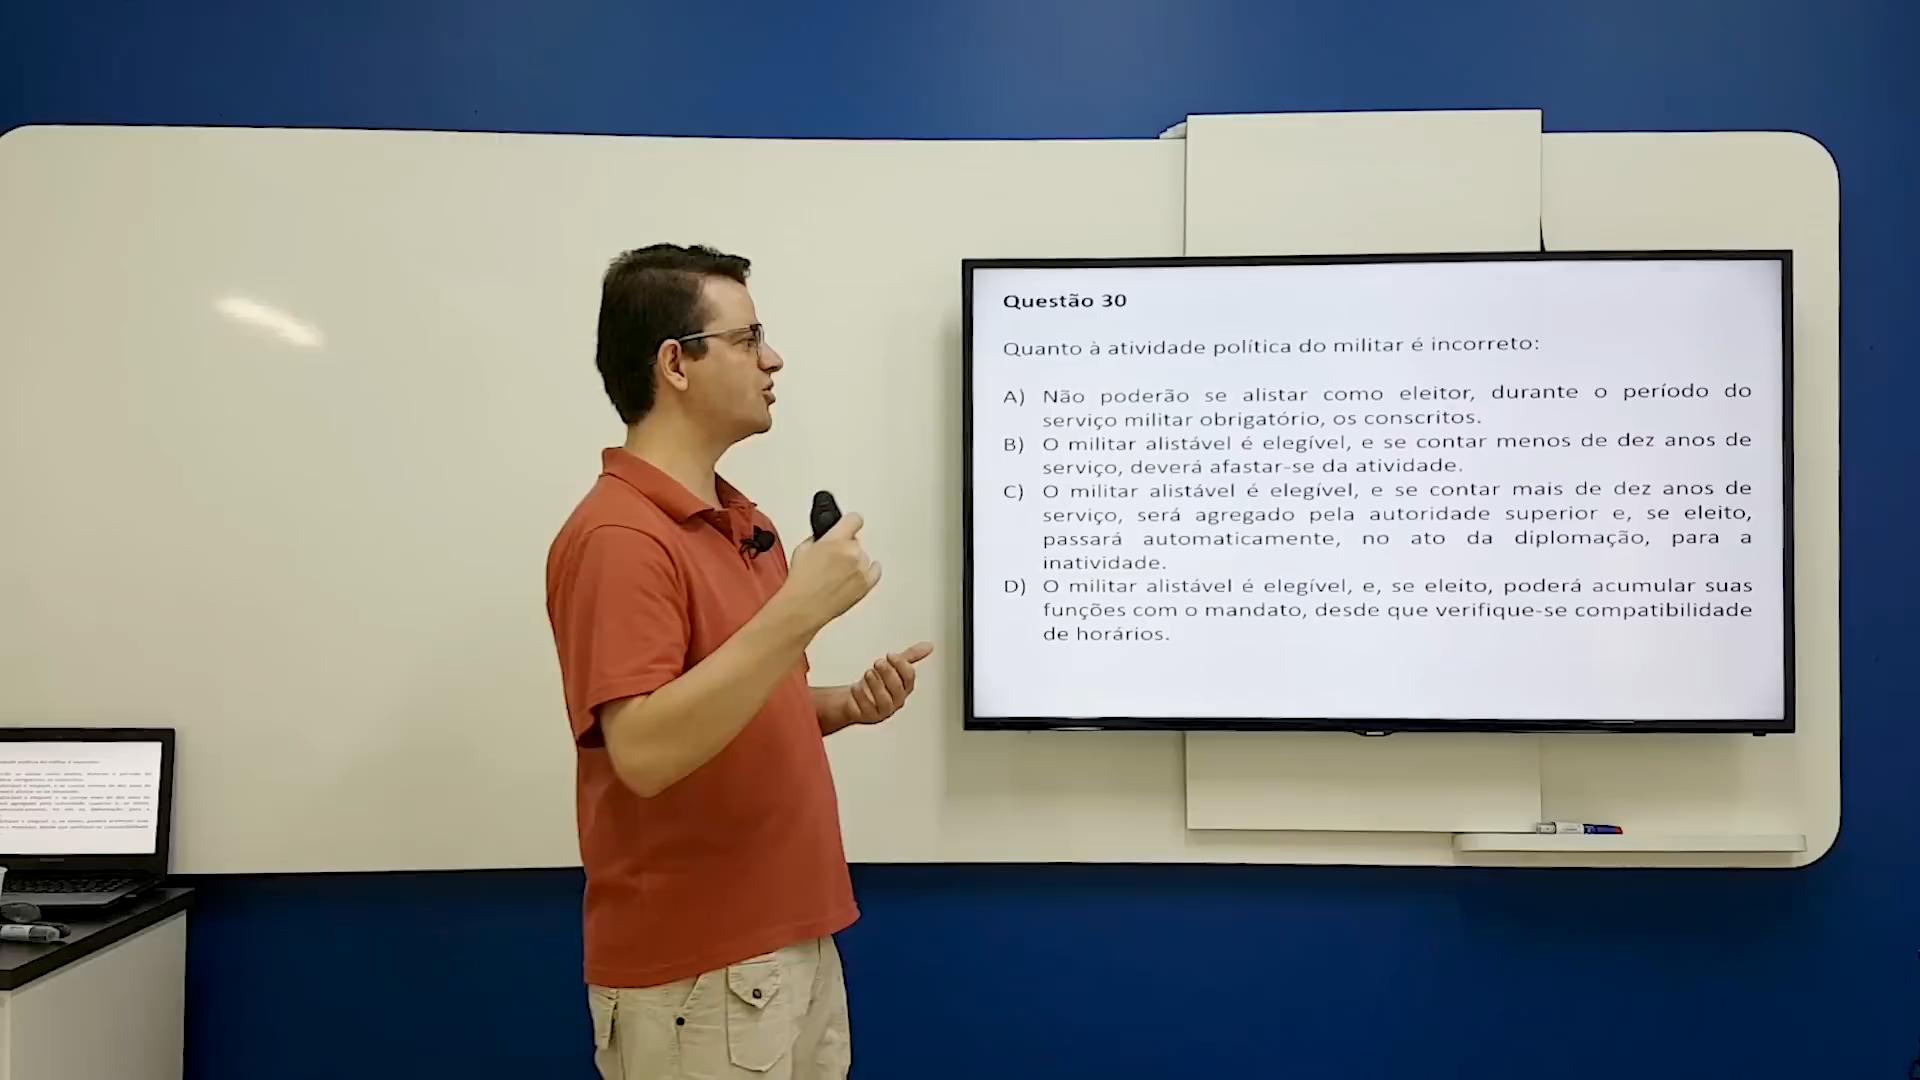 Questão 30
Quanto à atividade política do militar é incorreto:
A) Não poderão se alistar como eleitor, durante o período do
serviço militar obrigatório, os conscritos.
B) O militar alistável é elegível, e se contar menos de dez anos de
serviço, deverá afastar-se da atividade.
C) O militar alistável é elegível, e se contar mais de dez anos de
serviço, será agregado pela autoridade superior e, se eleito,
passará automaticamente, no ato da diplomação, para a
inatividade.
D) O militar alistável é elegível, e, se eleito, poderá acumular suas
funções com o mandato, desde que verifique-se compatibilidade
de horários.